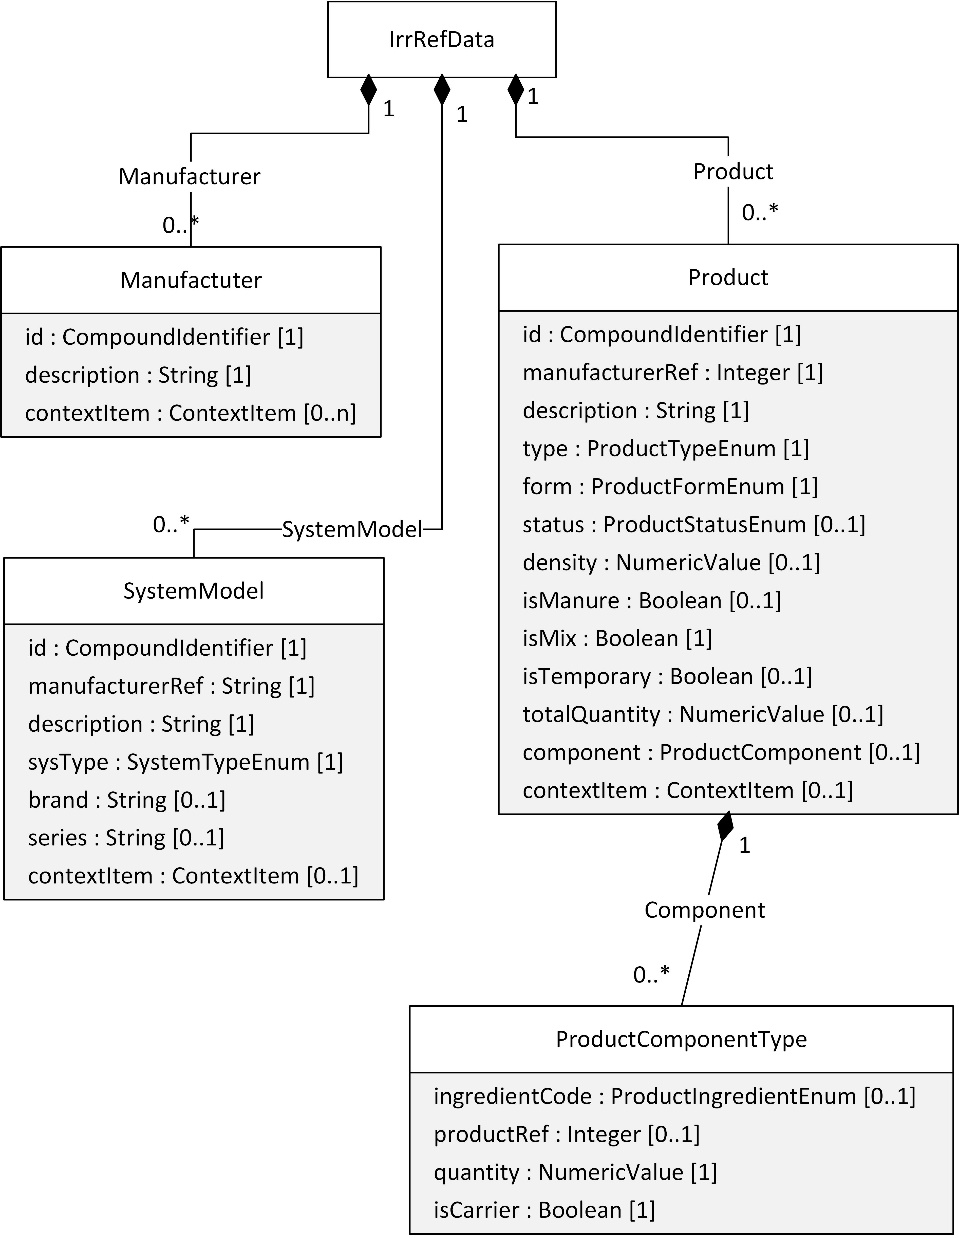 IrrRefData
1
1
1
Manufacturer
0..*
Product
0..*
Manufactuter
id : CompoundIdentifier [1]
description : String [1]
contextItem : ContextItem [0..n]
Product
id : CompoundIdentifier [1]
manufacturerRef : Integer [1]
description : String [1]
type : ProductTypeEnum [1]
form : ProductFormEnum [1]
status : ProductStatusEnum [0..1]
density : NumericValue [0..1]
isManure : Boolean [0..1]
isMix : Boolean [1]
isTemporary : Boolean [0..1]
totalQuantity : NumericValue [0..1]
component : ProductComponent [0..1]
contextItem : ContextItem [0..1]
0..*
SystemModel
SystemModel
id : CompoundIdentifier [1]
manufacturerRef : String [1]
description : String [1]
sysType : SystemTypeEnum [1]
brand : String [0..1]
series : String [0..1]
contextItem : ContextItem [0..1]
1
Component
0..*
ProductComponentType
ingredientCode : ProductIngredientEnum [0..1]
productRef : Integer [0..1]
quantity : NumericValue [1]
isCarrier : Boolean [1]